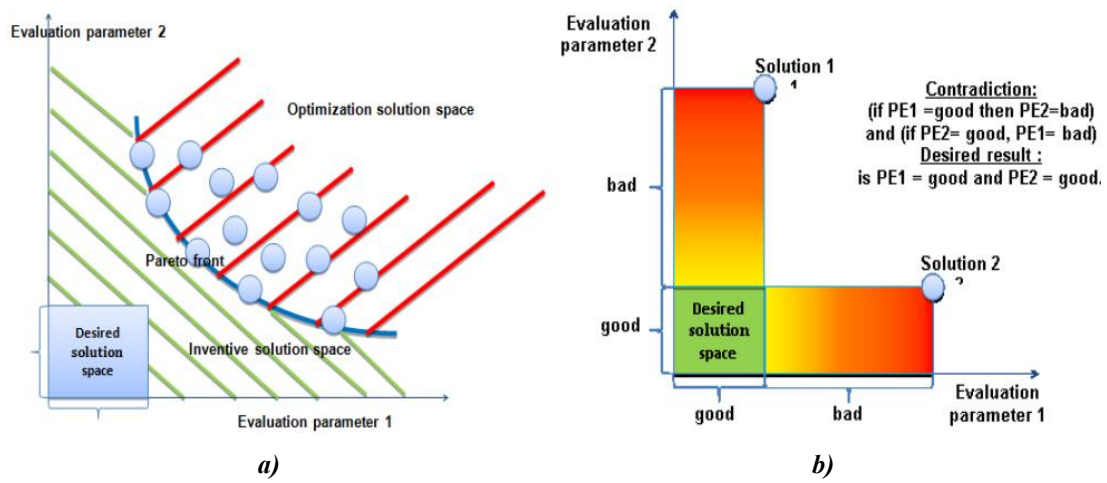 Evaluation parameter 2
Optimization solution space
Pareto front
Desired
solution
space
Inventive solution space
Evaluation parameter 1
a)
Evaluation
parameter 2
Solution 1
1
Contradiction:
(if PE1 =good then PE2=bad)
and (if PE2= good, PE1= bad)
Desired result :
is PE1 = good and PE2 = good.
bad
Solution 2
2
good
Desired
solution
space
Evaluation
parameter 1
good
bad
b)